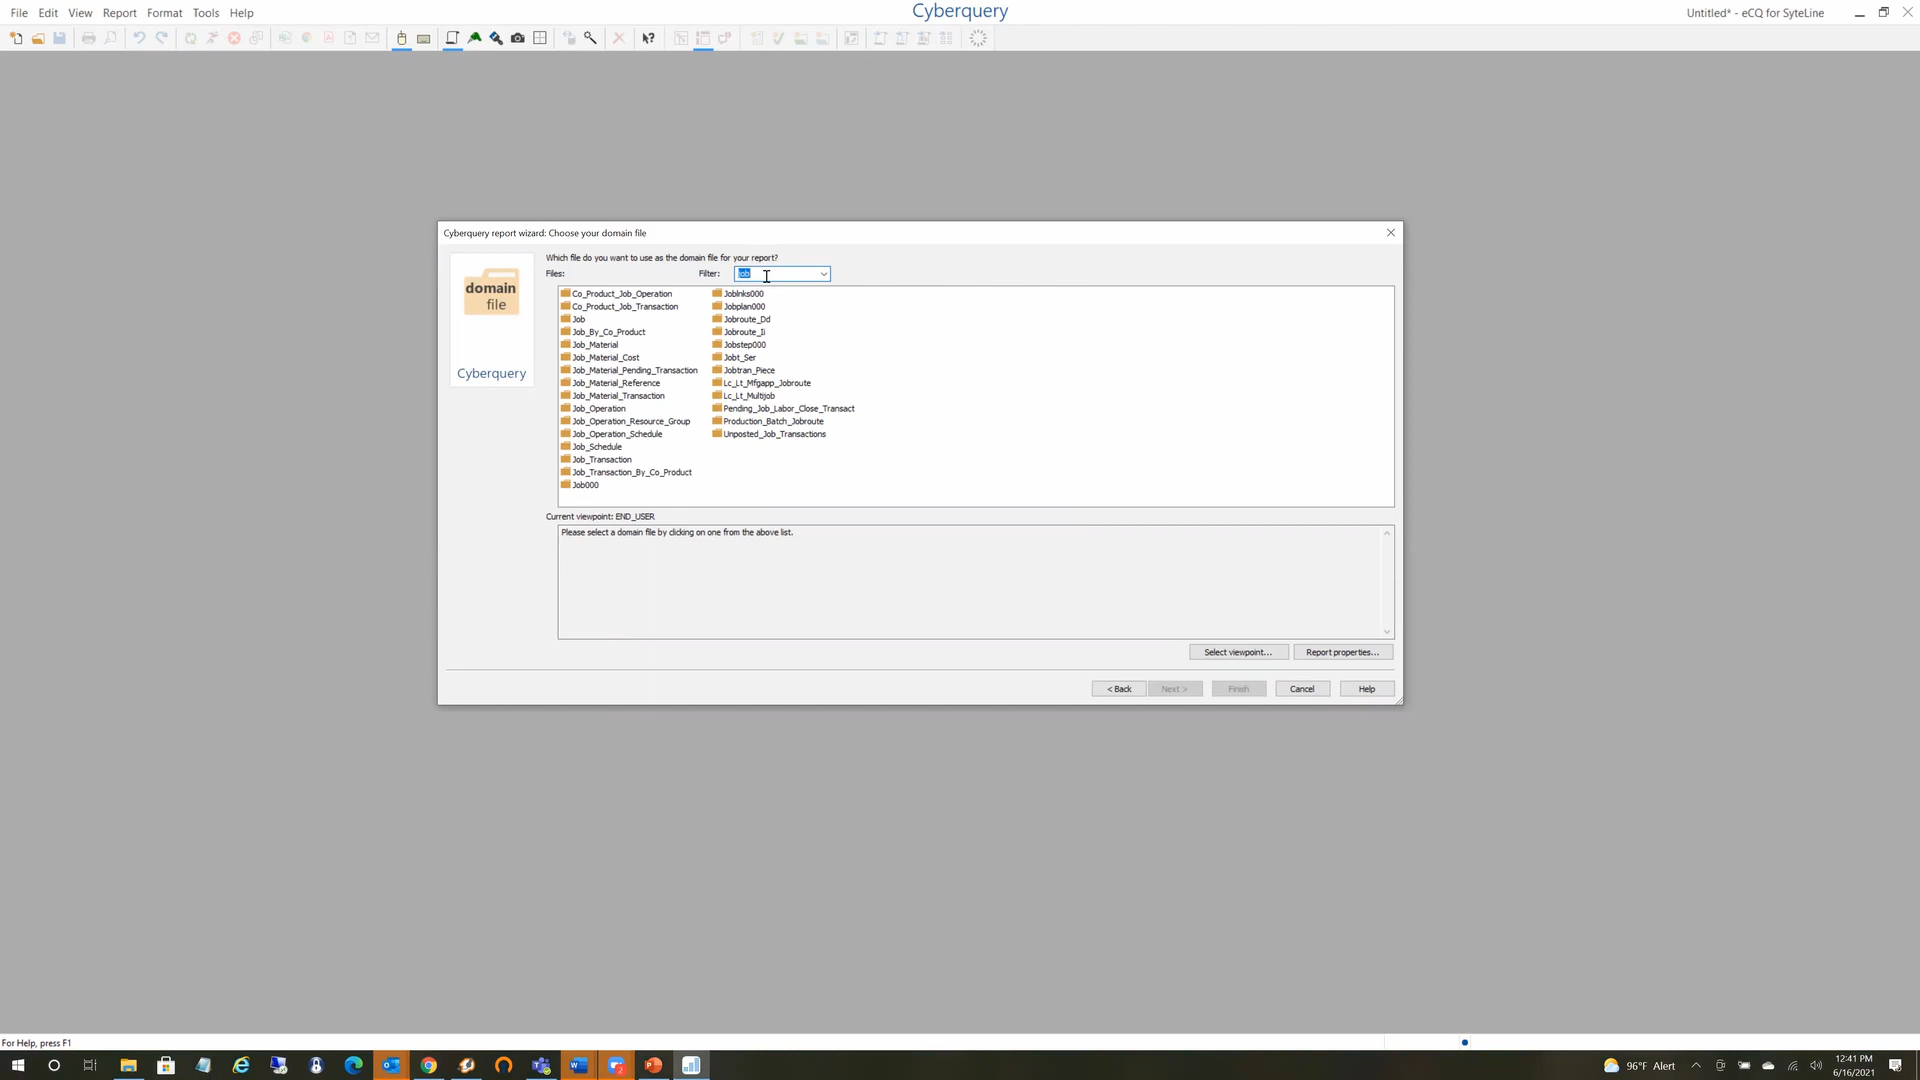 File Edit View Report Format Tools Help
Cyberquery
Untitled* - eCQ for SyteLine
Cyberquery report wizard: Choose your domain file
domain
file
Cyberquery
Which file do you want to use as the domain file for your report?
Files:
Filter: job
Co_Product_Job_Operation
Co_Product_Job_Transaction
Job
Job_By_Co_Product
Job_Material
Job_Material_Cost
Job_Material_Pending_Transaction
Job_Material_Reference
Job_Material_Transaction
Job_Operation
Job_Operation_Resource_Group
Job_Operation_Schedule
Job_Schedule
Job_Transaction
Job_Transaction_By_Co_Product
Job000
Joblnks000
Jobplan000
Jobroute_Dd
Jobroute_Ii
Jobstep000
Jobt_Ser
Jobtran_Piece
Lc_Lt_Mfgapp_Jobroute
Lc_Lt_Multijob
Pending_Job_Labor_Close_Transact
Production_Batch_Jobroute
Unposted_Job_Transactions
Current viewpoint: END_USER
Please select a domain file by clicking on one from the above list.
Select viewpoint... Report properties...
< Back Next > Finish Cancel Help
For Help, press F1
96°F Alert
12:41 PM
6/16/2021